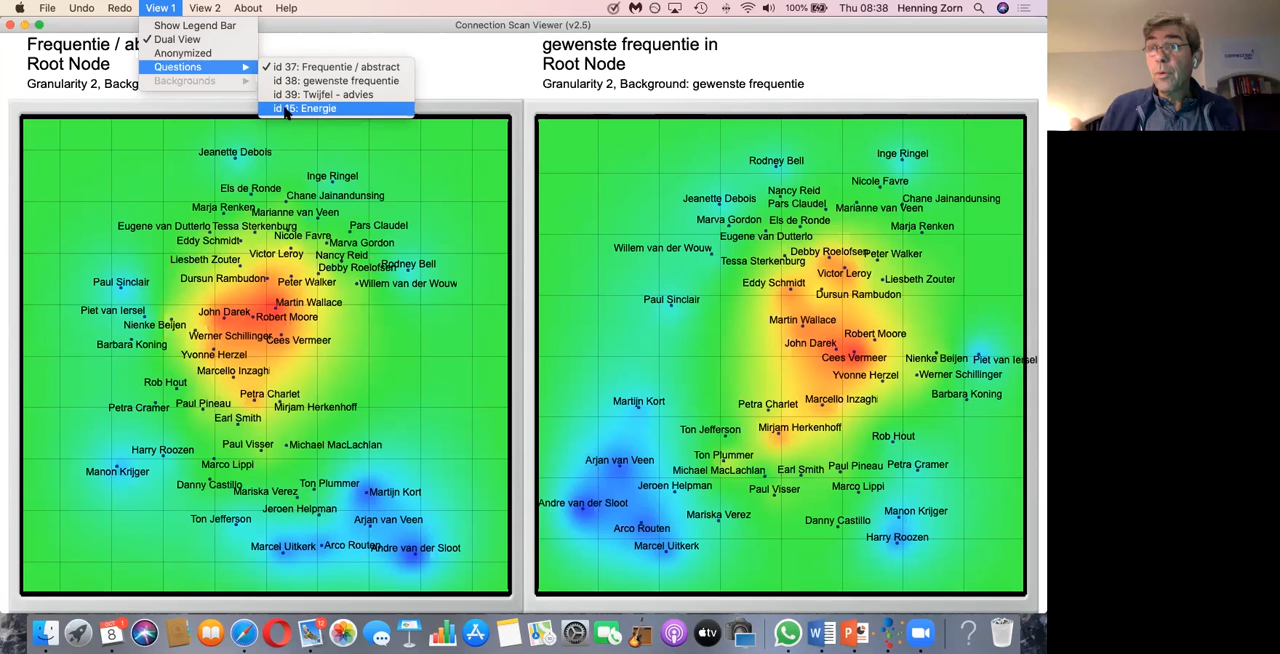 File Undo Redo View 1 View 2 About Help
100% Thu 08:38 Henning Zorn
Connection Scan Viewer (v2.5)
Show Legend Bar
Dual View
Anonymized
Questions
Backgrounds
id 37: Frequentie / abstract
id 38: gewenste frequentie
id 39: Twijfel - advies
Energie
Frequentie / ab
Root Node
Granularity 2, Backg
gewenste frequentie in
Root Node
Granularity 2, Background: gewenste frequentie
Jeanette Debois
Inge Ringel
Els de Ronde
Chane Jainandunsing
Marja Renken
Marianne van Veen
Eugene van Dutterlo
Tessa Sterkenburg
Pars Claudel
Eddy Schmidt
Nicole Favre
Marva Gordon
Victor Leroy
Nancy Reid
Liesbeth Zouter
Debby Roelofsen
Rodney Bell
Dursun Rambudon
Peter Walker
Willem van der Wouw
Paul Sinclair
Martin Wallace
Piet van Iersel
John Darek
Robert Moore
Nienke Beijen
Werner Schillinger
Cees Vermeer
Barbara Koning
Yvonne Herzel
Marcello Inzaghi
Rob Hout
Petra Charlet
Petra Cramer
Paul Pineau
Mirjam Herkenhoff
Earl Smith
Harry Roozen
Paul Visser
Michael MacLachlan
Manon Krijger
Marco Lippi
Danny Castillo
Mariska Verez
Ton Plummer
Martijn Kort
Jeroen Helpman
Ton Jefferson
Arjan van Veen
Marcel Uitkerk
Arco Routen
Andre van der Sloot
Rodney Bell
Inge Ringel
Nancy Reid
Nicole Favre
Jeanette Debois
Pars Claudel
Marianne van Veen
Chane Jainandunsing
Marva Gordon
Els de Ronde
Marja Renken
Eugene van Dutterlo
Willem van der Wouw
Debby Roelofsen
Peter Walker
Tessa Sterkenburg
Victor Leroy
Liesbeth Zouter
Eddy Schmidt
Dursun Rambudon
Paul Sinclair
Martin Wallace
Robert Moore
John Darek
Cees Vermeer
Nienke Beijen
Piet van Iersel
Yvonne Herzel
Werner Schillinger
Barbara Koning
Martijn Kort
Petra Charlet
Marcello Inzaghi
Ton Jefferson
Mirjam Herkenhoff
Rob Hout
Arjan van Veen
Ton Plummer
Michael MacLachlan
Earl Smith
Paul Pineau
Petra Cramer
Jeroen Helpman
Paul Visser
Marco Lippi
Andre van der Sloot
Mariska Verez
Danny Castillo
Manon Krijger
Arco Routen
Marcel Uitkerk
Harry Roozen
OCT
8
tv